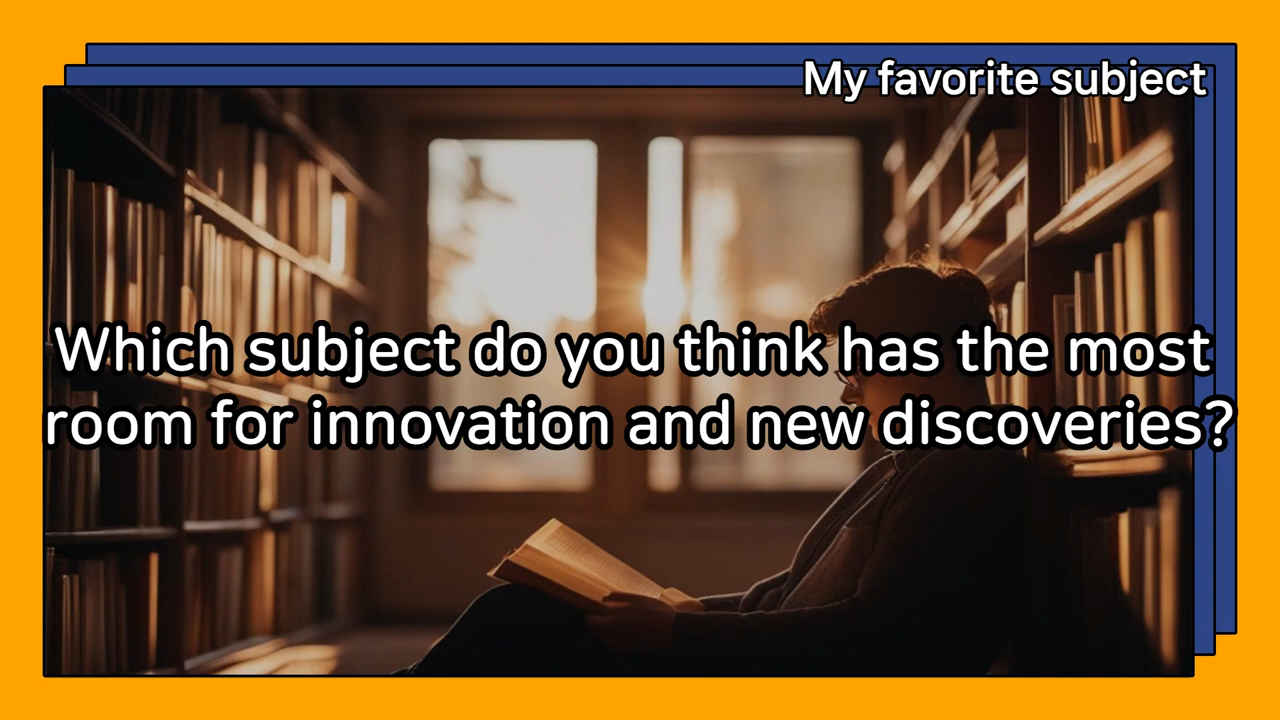 My favorite subject
Which subject do you think has the most
room for innovation and new discoveries?